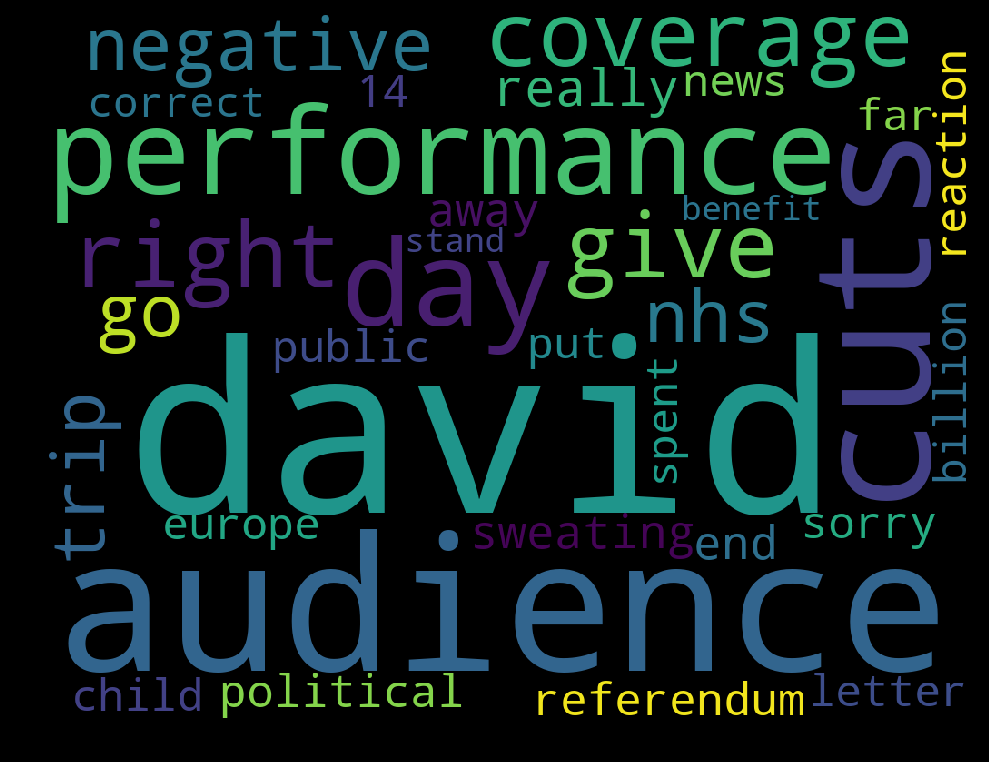 negative coverage
correct 14 really news
performance far reaction
away benefit
right stand day give cuts
go nhs
public put
david spent billion
trip
europe sweating end sorry
audience
child political referendum letter